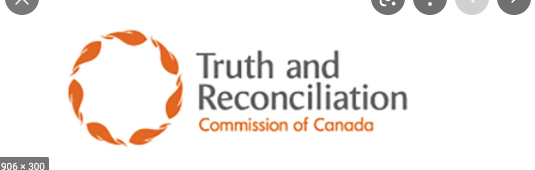 Truth and
Reconciliation
Commission of Canada
906 × 300